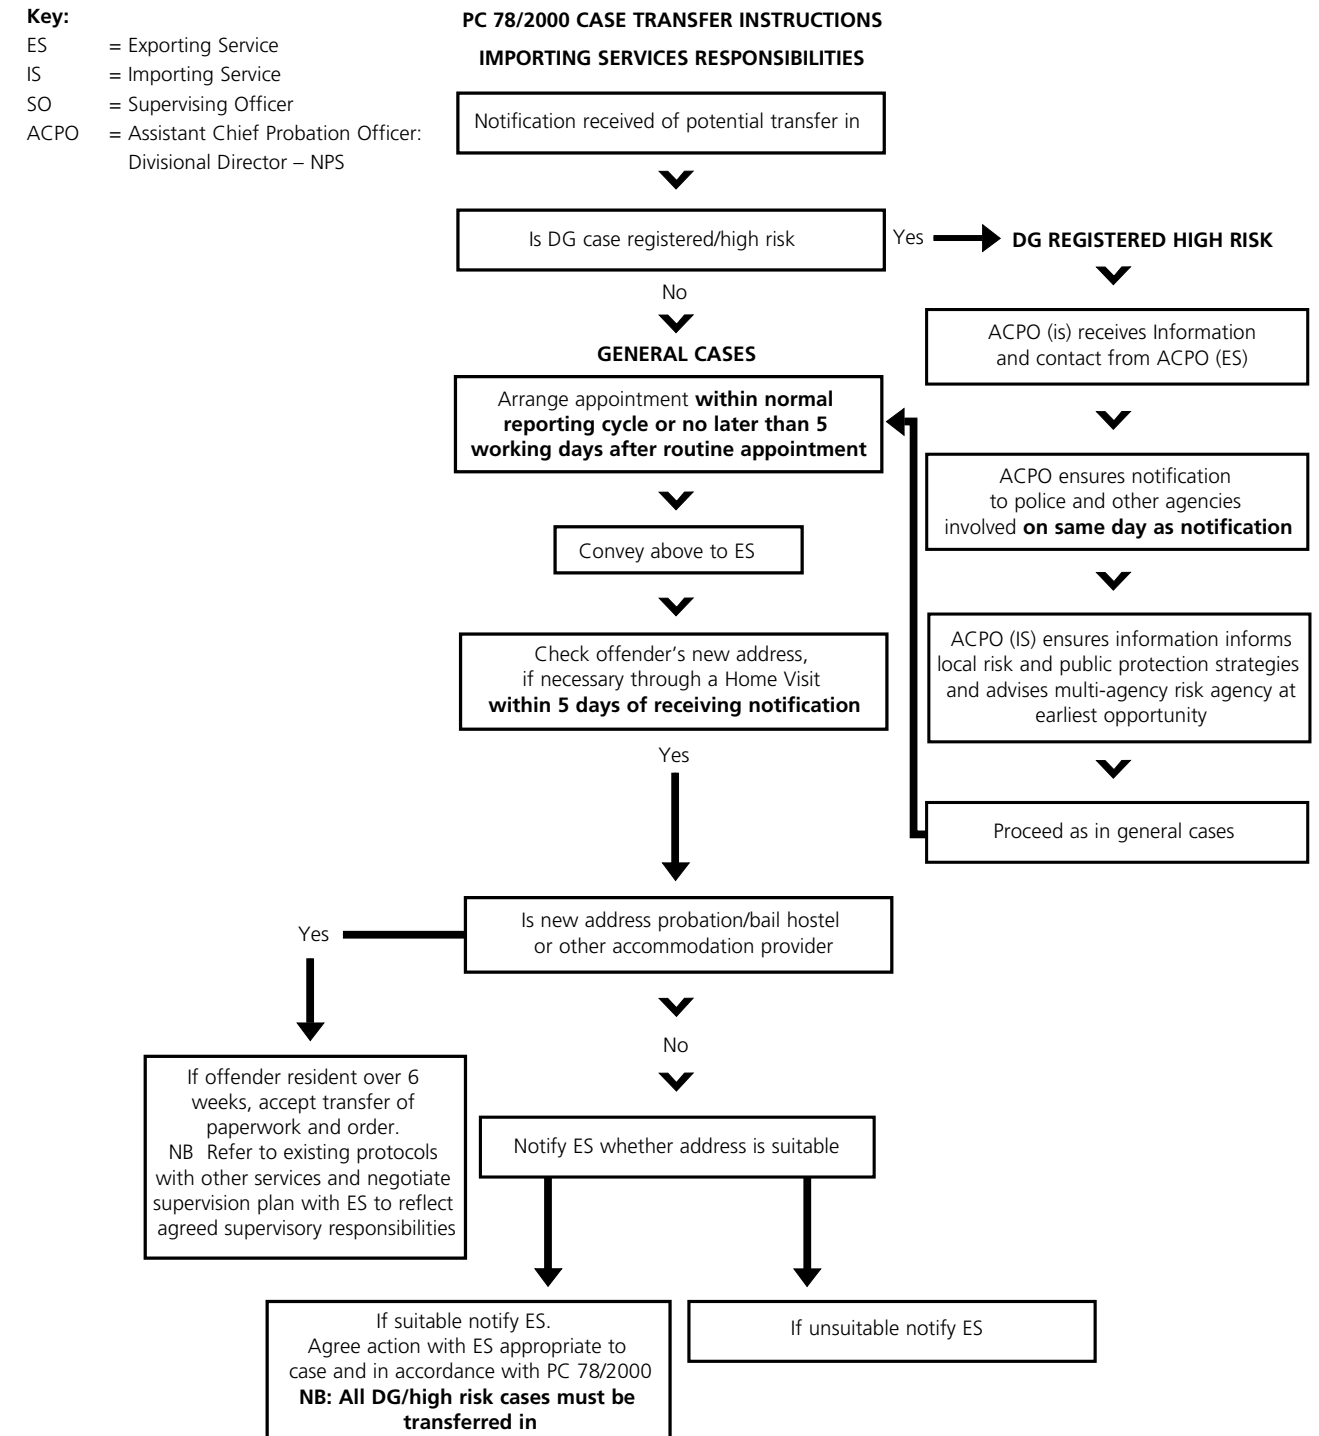 Key:
ES = Exporting Service
IS = Importing Service
SO = Supervising Officer
ACPO = Assistant Chief Probation Officer:
Divisional Director – NPS
PC 78/2000 CASE TRANSFER INSTRUCTIONS
IMPORTING SERVICES RESPONSIBILITIES
Notification received of potential transfer in
Is DG case registered/high risk
Yes
DG REGISTERED HIGH RISK
ACPO (is) receives Information
and contact from ACPO (ES)
ACPO ensures notification
to police and other agencies
involved on same day as notification
ACPO (IS) ensures information informs
local risk and public protection strategies
and advises multi-agency risk agency at
earliest opportunity
Proceed as in general cases
No
GENERAL CASES
Arrange appointment within normal
reporting cycle or no later than 5
working days after routine appointment
Convey above to ES
Check offender’s new address,
if necessary through a Home Visit
within 5 days of receiving notification
Yes
Is new address probation/bail hostel
or other accommodation provider
Yes
If offender resident over 6
weeks, accept transfer of
paperwork and order.
NB Refer to existing protocols
with other services and negotiate
supervision plan with ES to reflect
agreed supervisory responsibilities
No
Notify ES whether address is suitable
If suitable notify ES.
Agree action with ES appropriate to
case and in accordance with PC 78/2000
NB: All DG/high risk cases must be
transferred in
If unsuitable notify ES